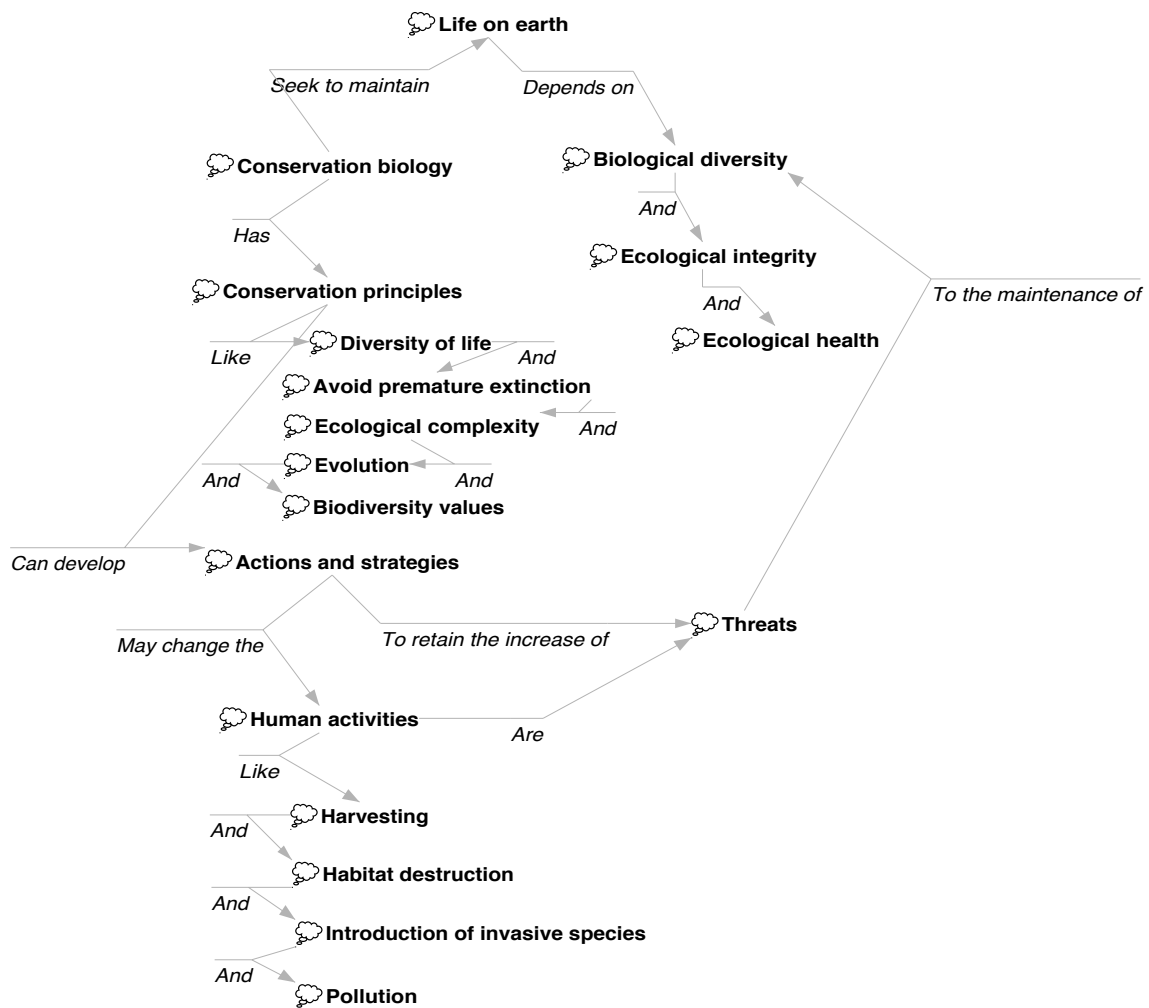 Life on earth
Seek to maintain
Depends on
Conservation biology
Biological diversity
And
Has
Ecological integrity
Conservation principles
To the maintenance of
And
Diversity of life
Ecological health
Like
And
Avoid premature extinction
Ecological complexity
And
Evolution
And
And
Biodiversity values
Can develop
Actions and strategies
Threats
May change the
To retain the increase of
Human activities
Are
Like
Harvesting
And
Habitat destruction
And
Introduction of invasive species
And
Pollution